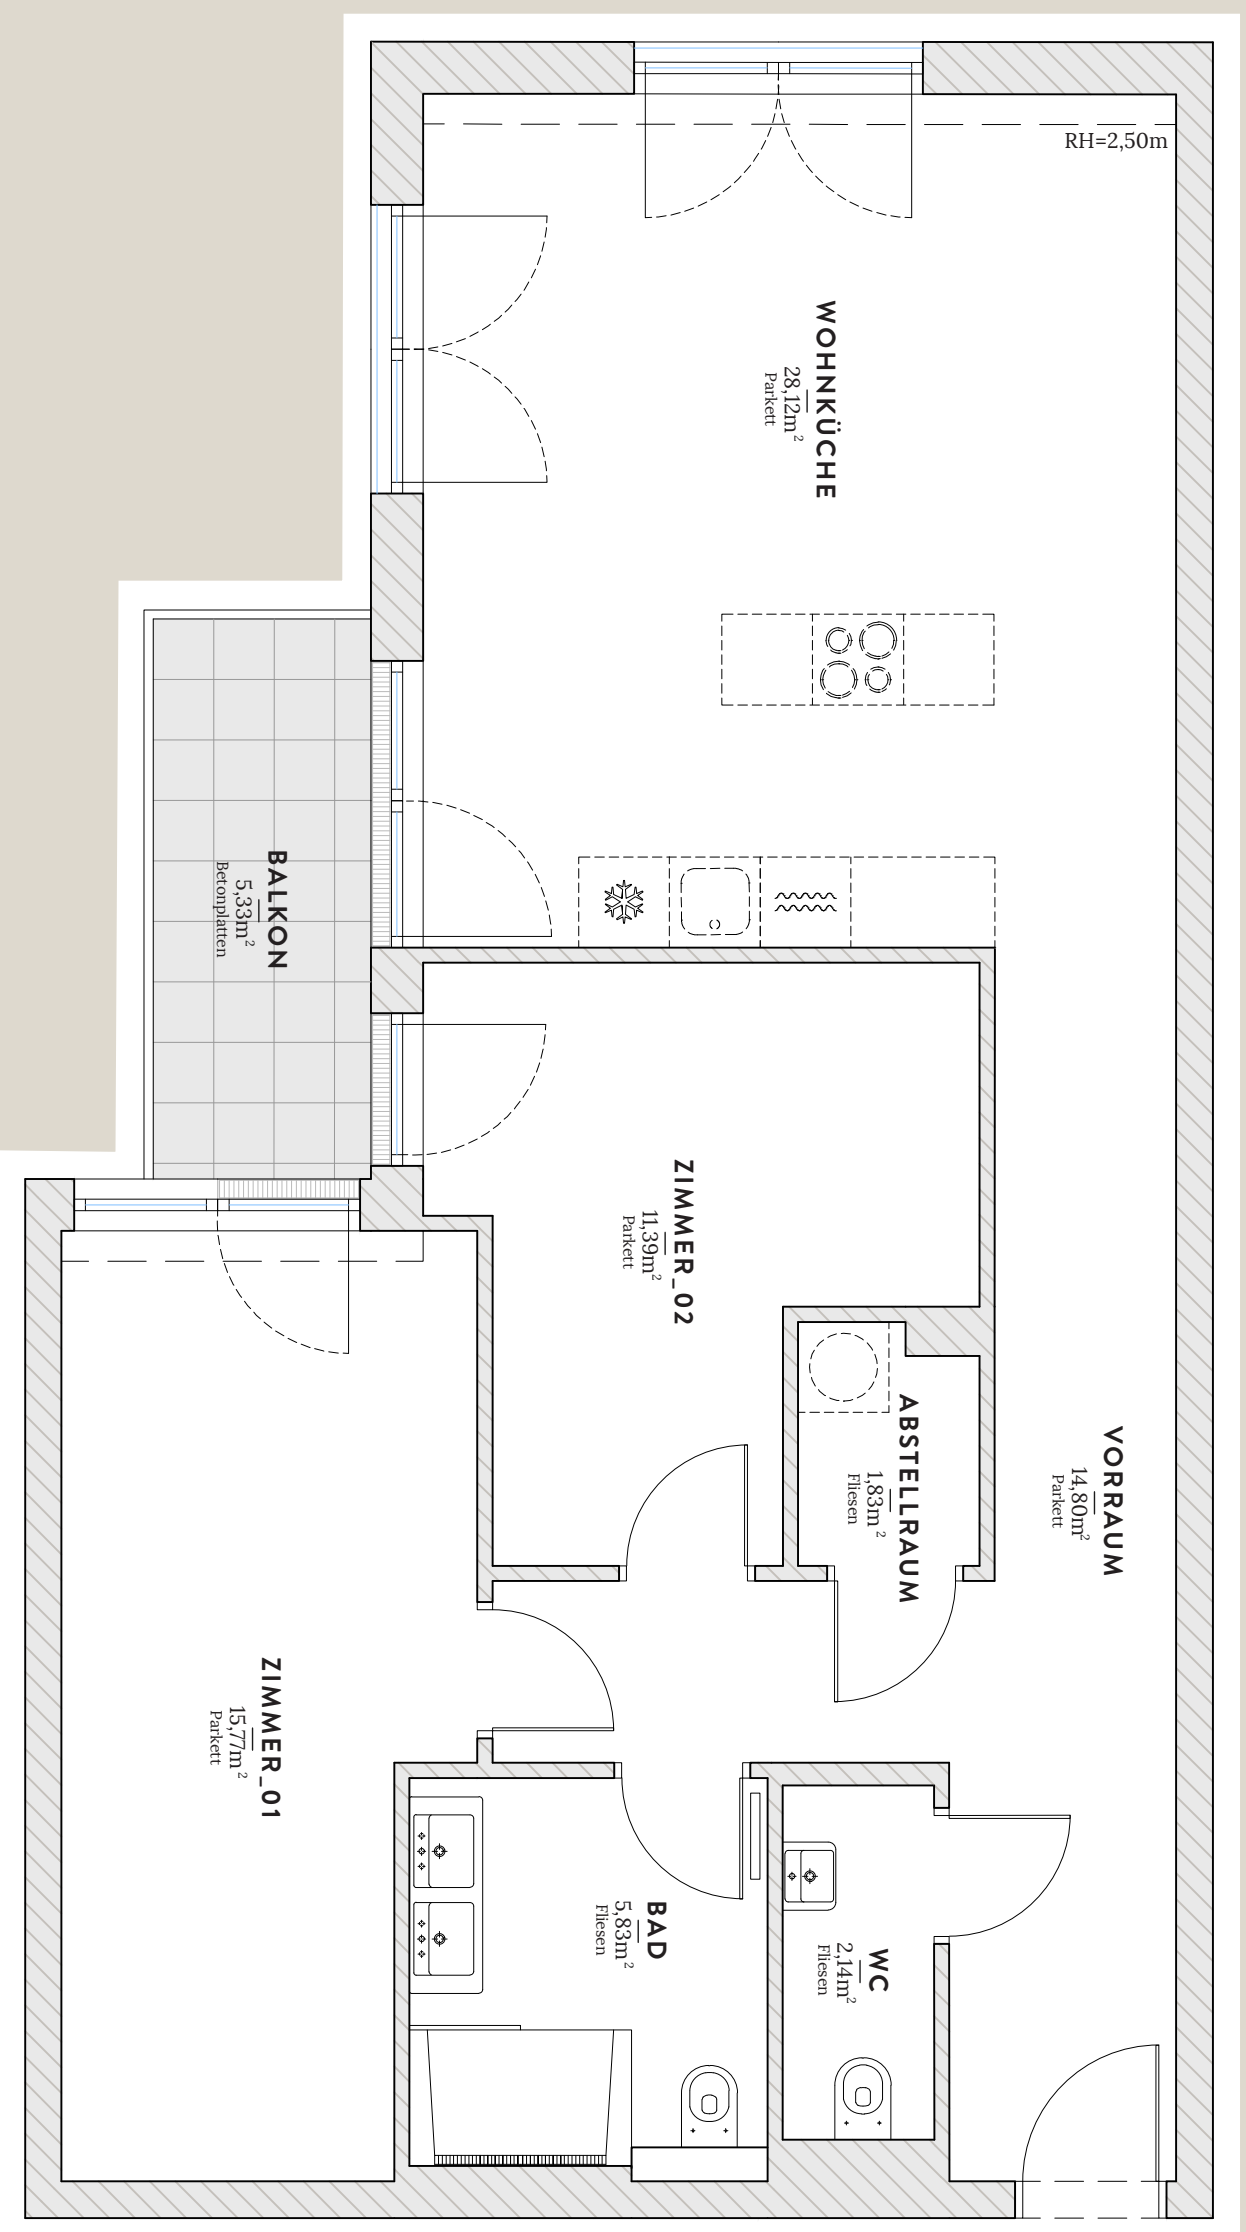 RH=2,50m
WOHNKÜCHE
28,12m²
Parkett
BALKON
5,33m²
Betonplatten
ZIMMER_02
11,39m²
Parkett
ABSTELLRAUM
1,83m²
Fliesen
VORRAUM
14,80m²
Parkett
ZIMMER_01
15,77m²
Parkett
BAD
5,83m²
Fliesen
WC
2,14m²
Fliesen